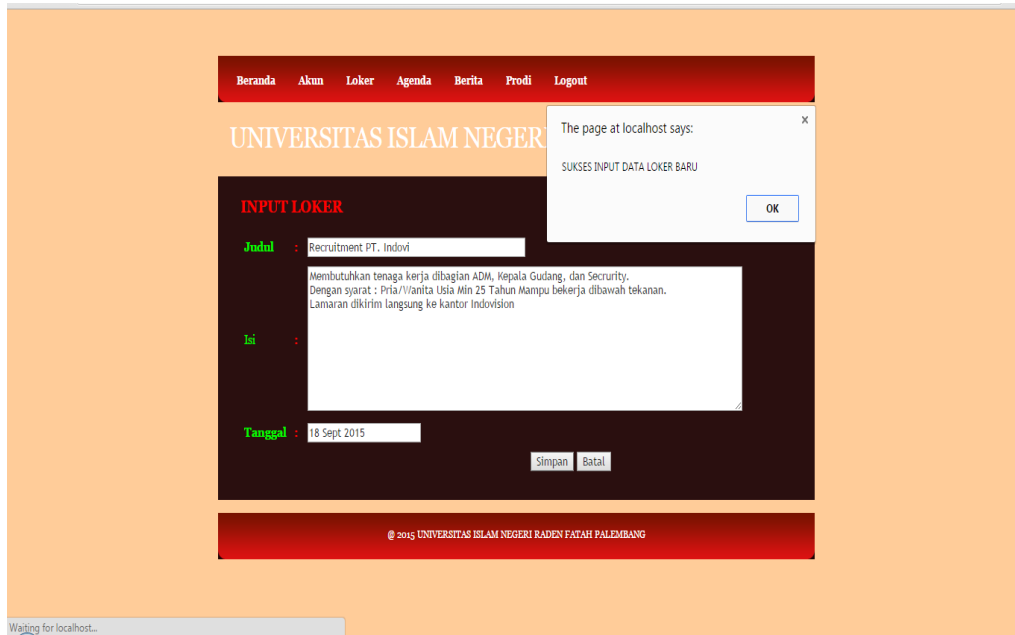 Beranda Akun Loker Agenda Berita Prodi Logout
UNIVERSITAS ISLAM NEGERI
The page at localhost says:
x
SUKSES INPUT DATA LOKER BARU
OK
INPUT LOKER
Judul : Recruitment PT. Indovi
Isi :
Membutuhkan tenaga kerja dibagian ADM, Kepala Gudang, dan Secrurity.
Dengan syarat : Pria/Wanita Usia Min 25 Tahun Mampu bekerja dibawah tekanan.
Lamaran dikirim langsung ke kantor Indovision
Tanggal : 18 Sept 2015
Simpan Batal
@ 2015 UNIVERSITAS ISLAM NEGERI RADEN FATAH PALEMBANG
Waiting for localhost...